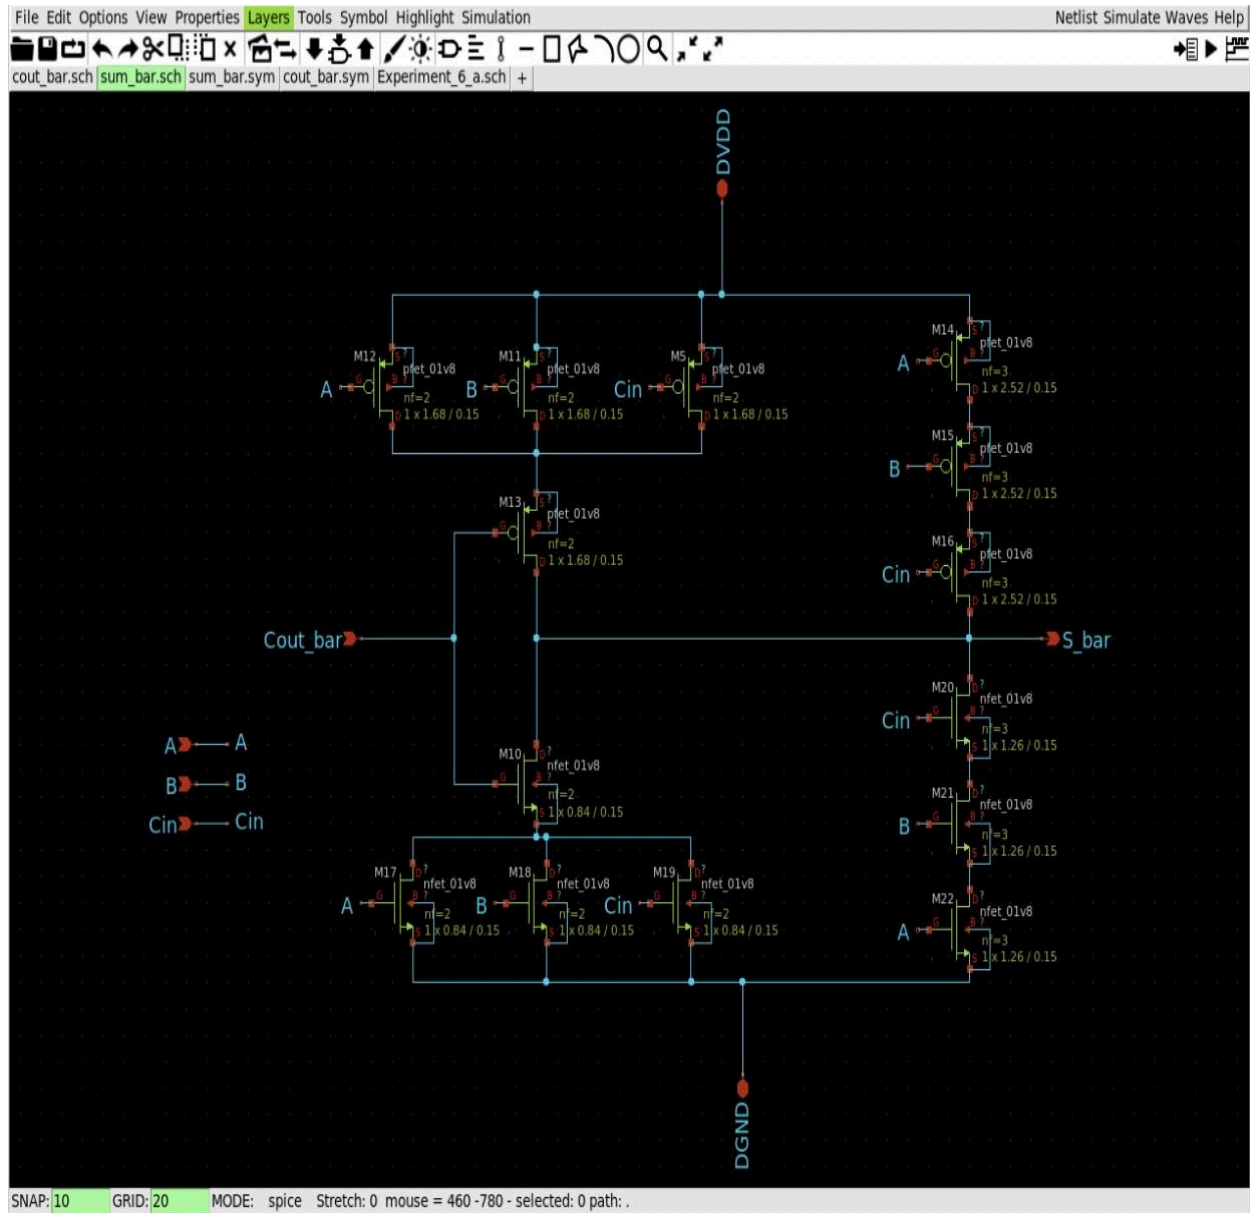 File Edit Options View Properties Layers Tools Symbol Highlight Simulation Netlist Simulate Waves Help
cout_bar.sch sum_bar.sch sum_bar.sym cout_bar.sym Experiment_6_a.sch +
DVDD
M12 S ? pfet_01v8
A G B ? nf=2
D 1 x 1.68 / 0.15
M11 S ? pfet_01v8
B G B ? nf=2
D 1 x 1.68 / 0.15
M5 S ? pfet_01v8
Cin G B ? nf=2
D 1 x 1.68 / 0.15
M14 S ? pfet_01v8
A G B ? nf=3
D 1 x 2.52 / 0.15
M15 S ? pfet_01v8
B G B ? nf=3
D 1 x 2.52 / 0.15
M13 S ? pfet_01v8
G B ? nf=2
D 1 x 1.68 / 0.15
M16 S ? pfet_01v8
Cin G B ? nf=3
D 1 x 2.52 / 0.15
Cout_bar
S_bar
M20 D ? nfet_01v8
Cin G B ? nf=3
S 1 x 1.26 / 0.15
A A
B B
Cin Cin
M10 D ? nfet_01v8
G B ? nf=2
S 1 x 0.84 / 0.15
M21 D ? nfet_01v8
B G B ? nf=3
S 1 x 1.26 / 0.15
M17 D ? nfet_01v8
A G B ? nf=2
S 1 x 0.84 / 0.15
M18 D ? nfet_01v8
B G B ? nf=2
S 1 x 0.84 / 0.15
M19 D ? nfet_01v8
Cin G B ? nf=2
S 1 x 0.84 / 0.15
M22 D ? nfet_01v8
A G B ? nf=3
S 1 x 1.26 / 0.15
DGND
SNAP: 10 GRID: 20 MODE: spice Stretch: 0 mouse = 460 -780 - selected: 0 path: .